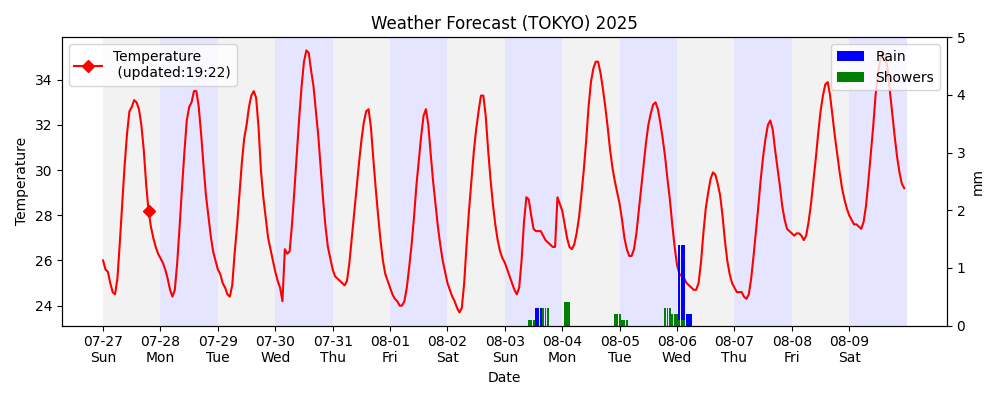 Weather Forecast (TOKYO) 2025
Temperature
(updated:19:22)
Rain
Showers
Temperature
34
32
30
28
26
24
5
4
3
2
1
0
mm
07-27 07-28 07-29 07-30 07-31 08-01 08-02 08-03 08-04 08-05 08-06 08-07 08-08 08-09
Sun Mon Tue Wed Thu Fri Sat Sun Mon Tue Wed Thu Fri Sat
Date